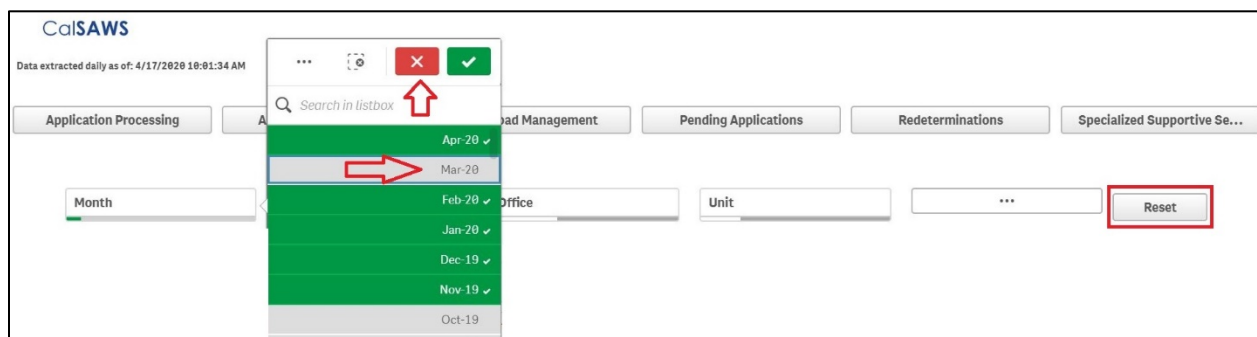 CalSAWS
Data extracted daily as of: 4/17/2020 10:01:34 AM
...
Search in listbox
Application Processing
A
oad Management
Pending Applications
Redeterminations
Specialized Supportive Se...
Apr-20
Mar-20
Month
Feb-20
Office
Unit
...
Reset
Jan-20
Dec-19
Nov-19
Oct-19